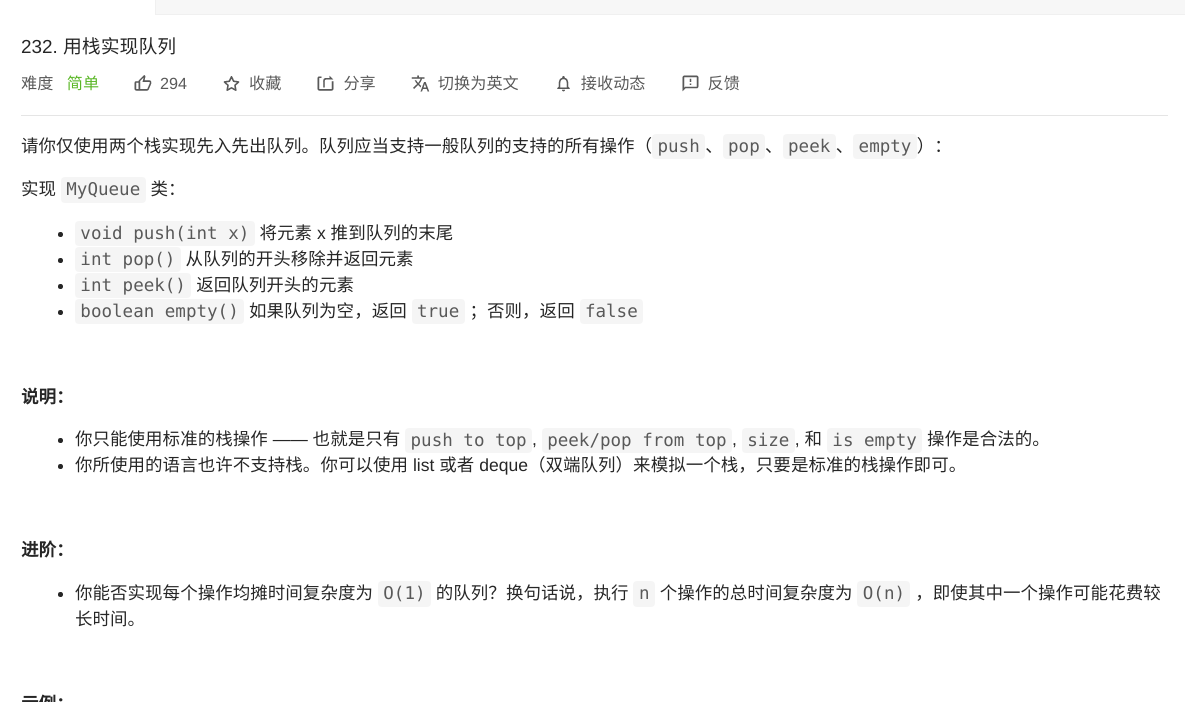 232. 用栈实现队列
难度 简单 294 收藏 分享 切换为英文 接收动态 反馈
请你仅使用两个栈实现先入先出队列。队列应当支持一般队列的支持的所有操作（push、pop、peek、empty）：
实现 MyQueue 类：
void push(int x) 将元素 x 推到队列的末尾
int pop() 从队列的开头移除并返回元素
int peek() 返回队列开头的元素
boolean empty() 如果队列为空，返回 true ；否则，返回 false
说明：
你只能使用标准的栈操作 —— 也就是只有 push to top, peek/pop from top, size, 和 is empty 操作是合法的。
你所使用的语言也许不支持栈。你可以使用 list 或者 deque（双端队列）来模拟一个栈，只要是标准的栈操作即可。
进阶：
你能否实现每个操作均摊时间复杂度为 O(1) 的队列？换句话说，执行 n 个操作的总时间复杂度为 O(n) ，即使其中一个操作可能花费较
长时间。
示例：